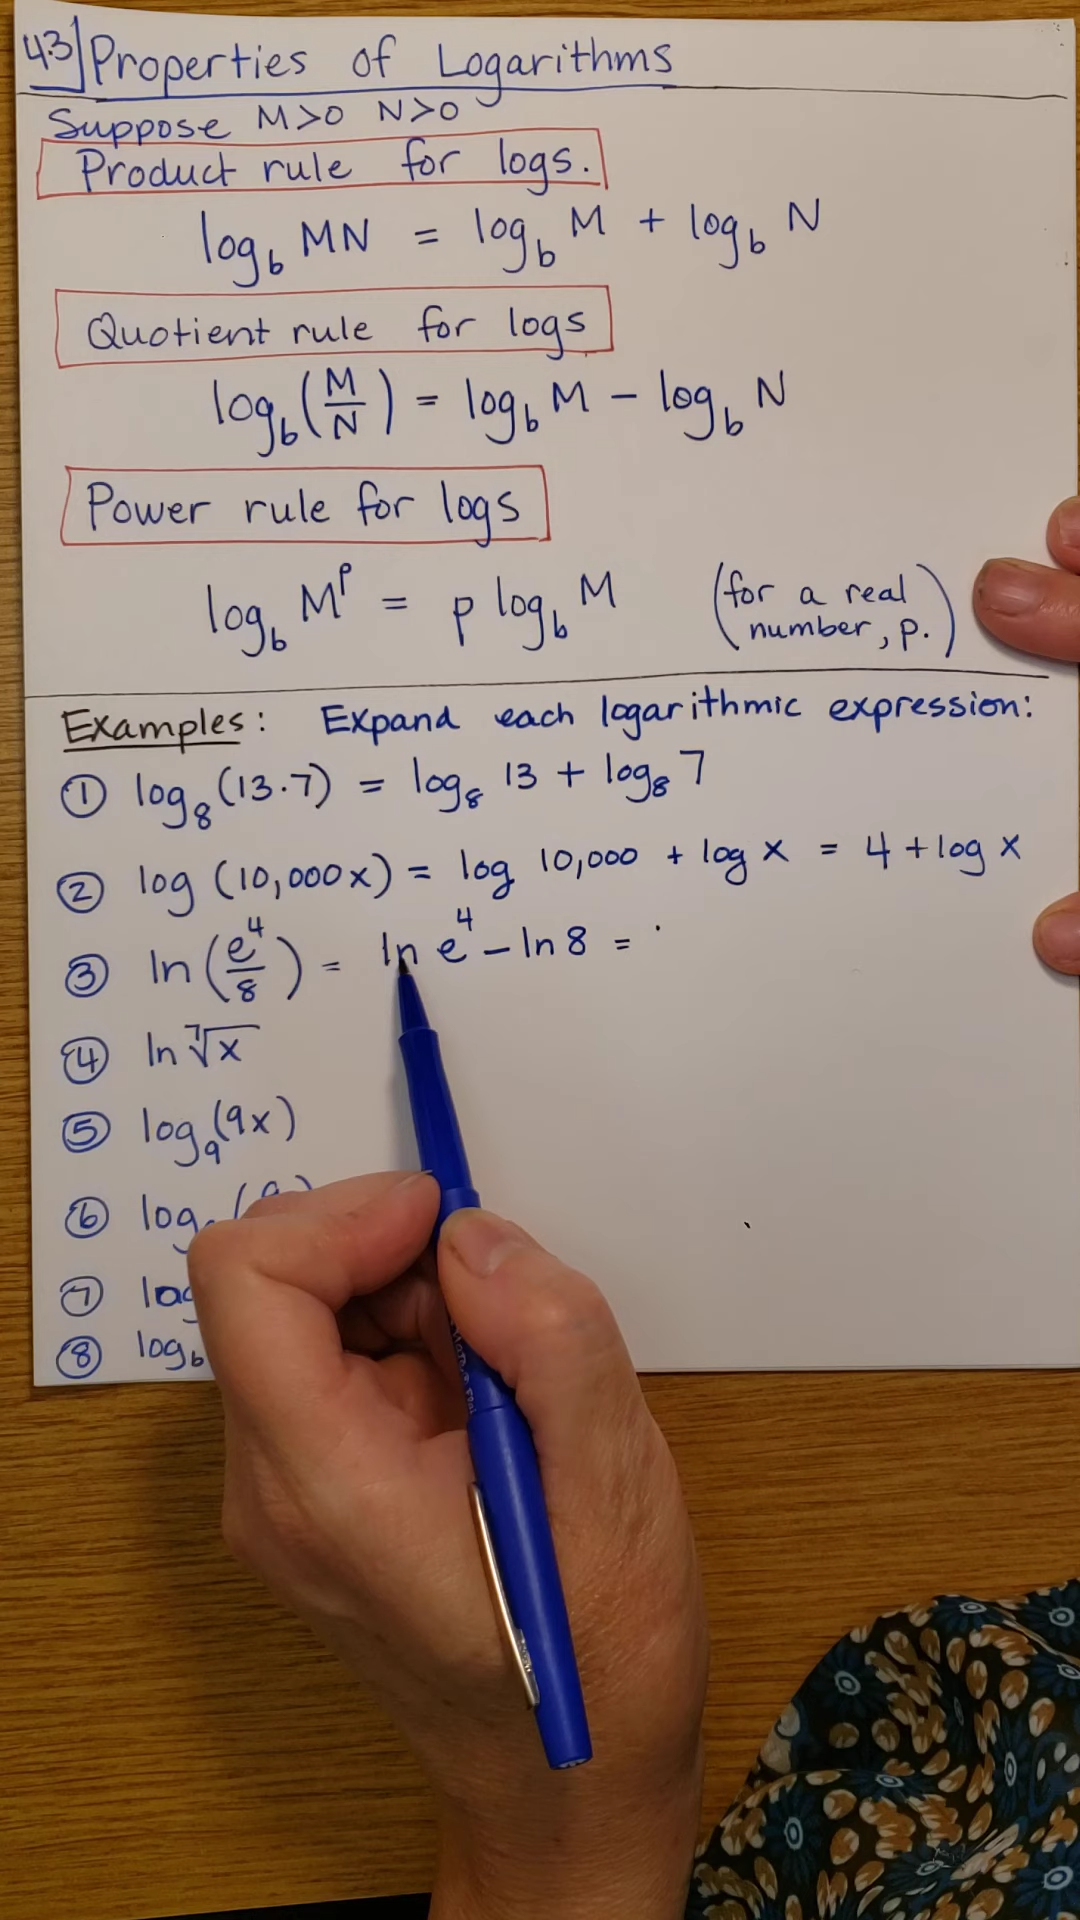 4.3 Properties of Logarithms
Suppose M>0 N>0
Product rule for logs.
log_b MN = log_b M + log_b N
Quotient rule for logs
log_b (M/N) = log_b M − log_b N
Power rule for logs
log_b M^p = p log_b M (for a real number, p.)
Examples: Expand each logarithmic expression:
① log_8 (13·7) = log_8 13 + log_8 7
② log (10,000x) = log 10,000 + log x = 4 + log x
③ ln (e^4/8) = ln e^4 − ln 8 =
④ ln ⁷√x
⑤ log_9 (9x)
⑥ log
⑦
⑧ log_b